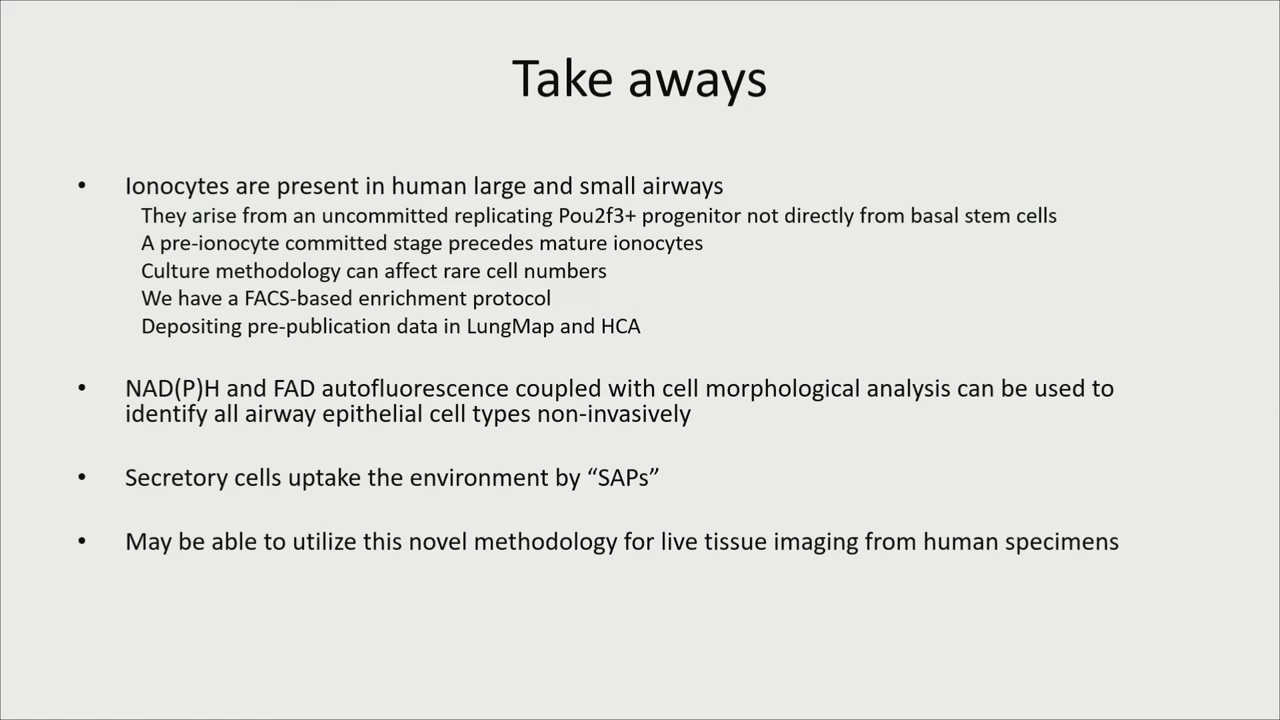 Take aways
• Ionocytes are present in human large and small airways
They arise from an uncommitted replicating Pou2f3+ progenitor not directly from basal stem cells
A pre-ionocyte committed stage precedes mature ionocytes
Culture methodology can affect rare cell numbers
We have a FACS-based enrichment protocol
Depositing pre-publication data in LungMap and HCA
• NAD(P)H and FAD autofluorescence coupled with cell morphological analysis can be used to
identify all airway epithelial cell types non-invasively
• Secretory cells uptake the environment by “SAPs”
• May be able to utilize this novel methodology for live tissue imaging from human specimens